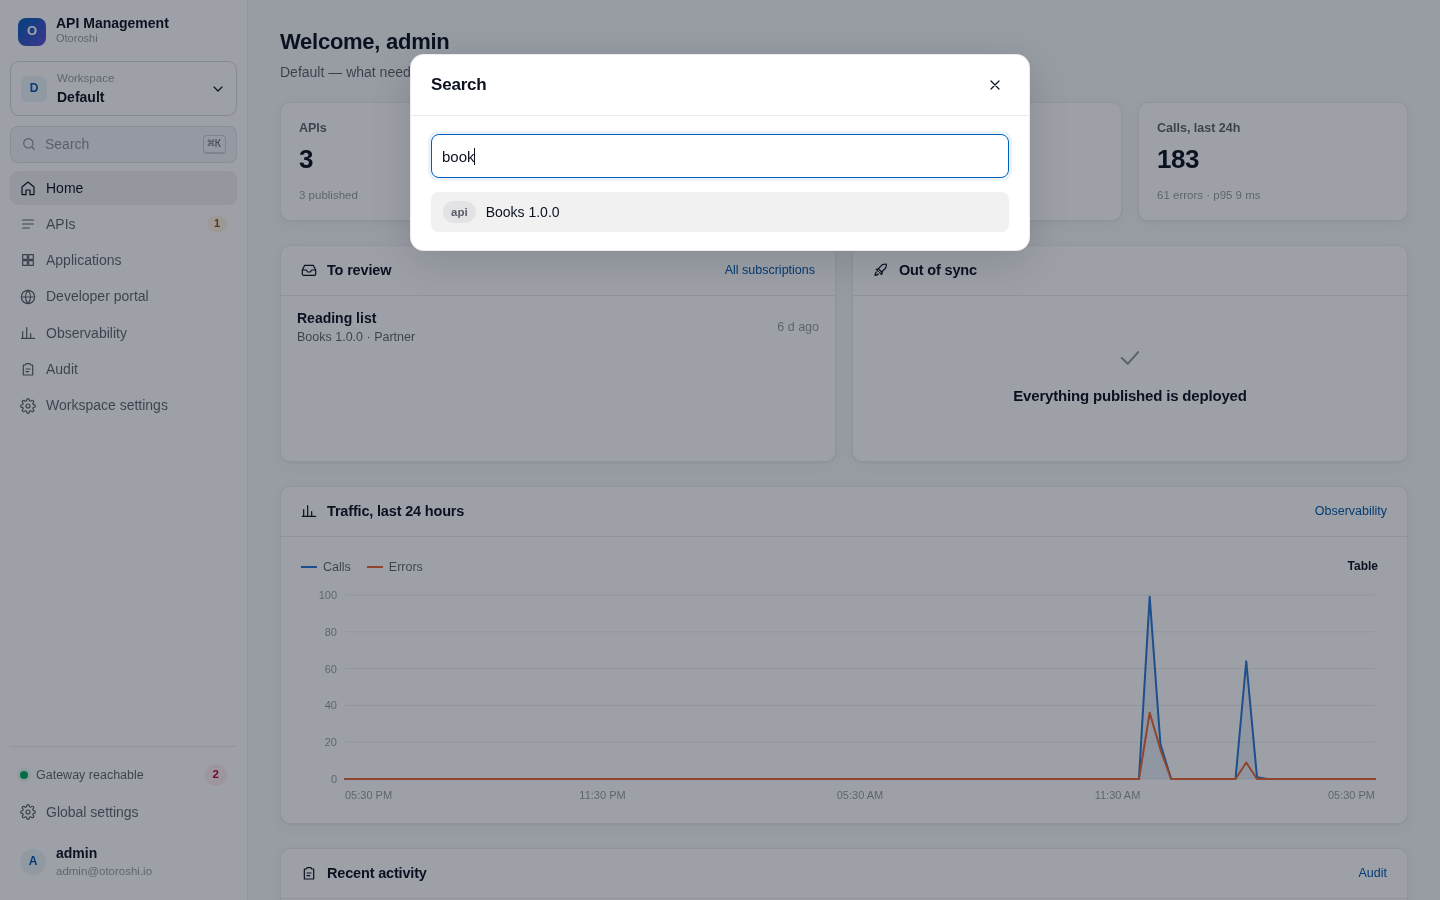 O
API Management
Otoroshi
D
Workspace
Default
Search
⌘K
Home
APIs
1
Applications
Developer portal
Observability
Audit
Workspace settings
Gateway reachable
2
Global settings
A
admin
admin@otoroshi.io
Welcome, admin
Default — what need
Search
book
api
Books 1.0.0
APIs
3
3 published
Calls, last 24h
183
61 errors · p95 9 ms
To review
All subscriptions
Reading list
Books 1.0.0 · Partner
6 d ago
Out of sync
Everything published is deployed
Traffic, last 24 hours
Observability
Calls
Errors
Table
100
80
60
40
20
0
05:30 PM
11:30 PM
05:30 AM
11:30 AM
05:30 PM
Recent activity
Audit